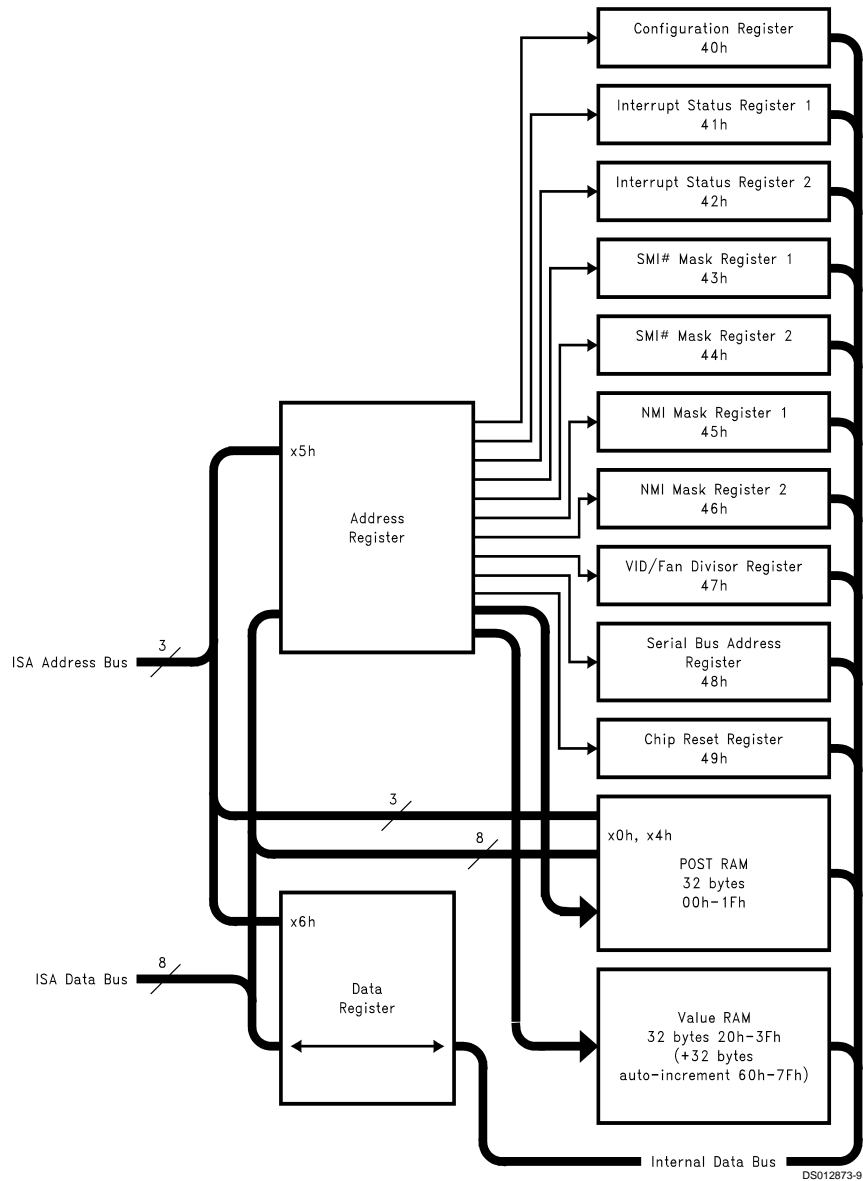 Configuration Register
40h
Interrupt Status Register 1
41h
Interrupt Status Register 2
42h
SMI# Mask Register 1
43h
SMI# Mask Register 2
44h
NMI Mask Register 1
45h
NMI Mask Register 2
46h
VID/Fan Divisor Register
47h
Serial Bus Address
Register
48h
Chip Reset Register
49h
x5h
Address
Register
ISA Address Bus
3
3
8
x0h, x4h
POST RAM
32 bytes
00h-1Fh
x6h
ISA Data Bus
8
Data
Register
Value RAM
32 bytes 20h-3Fh
(+32 bytes
auto-increment 60h-7Fh)
Internal Data Bus
DS012873-9